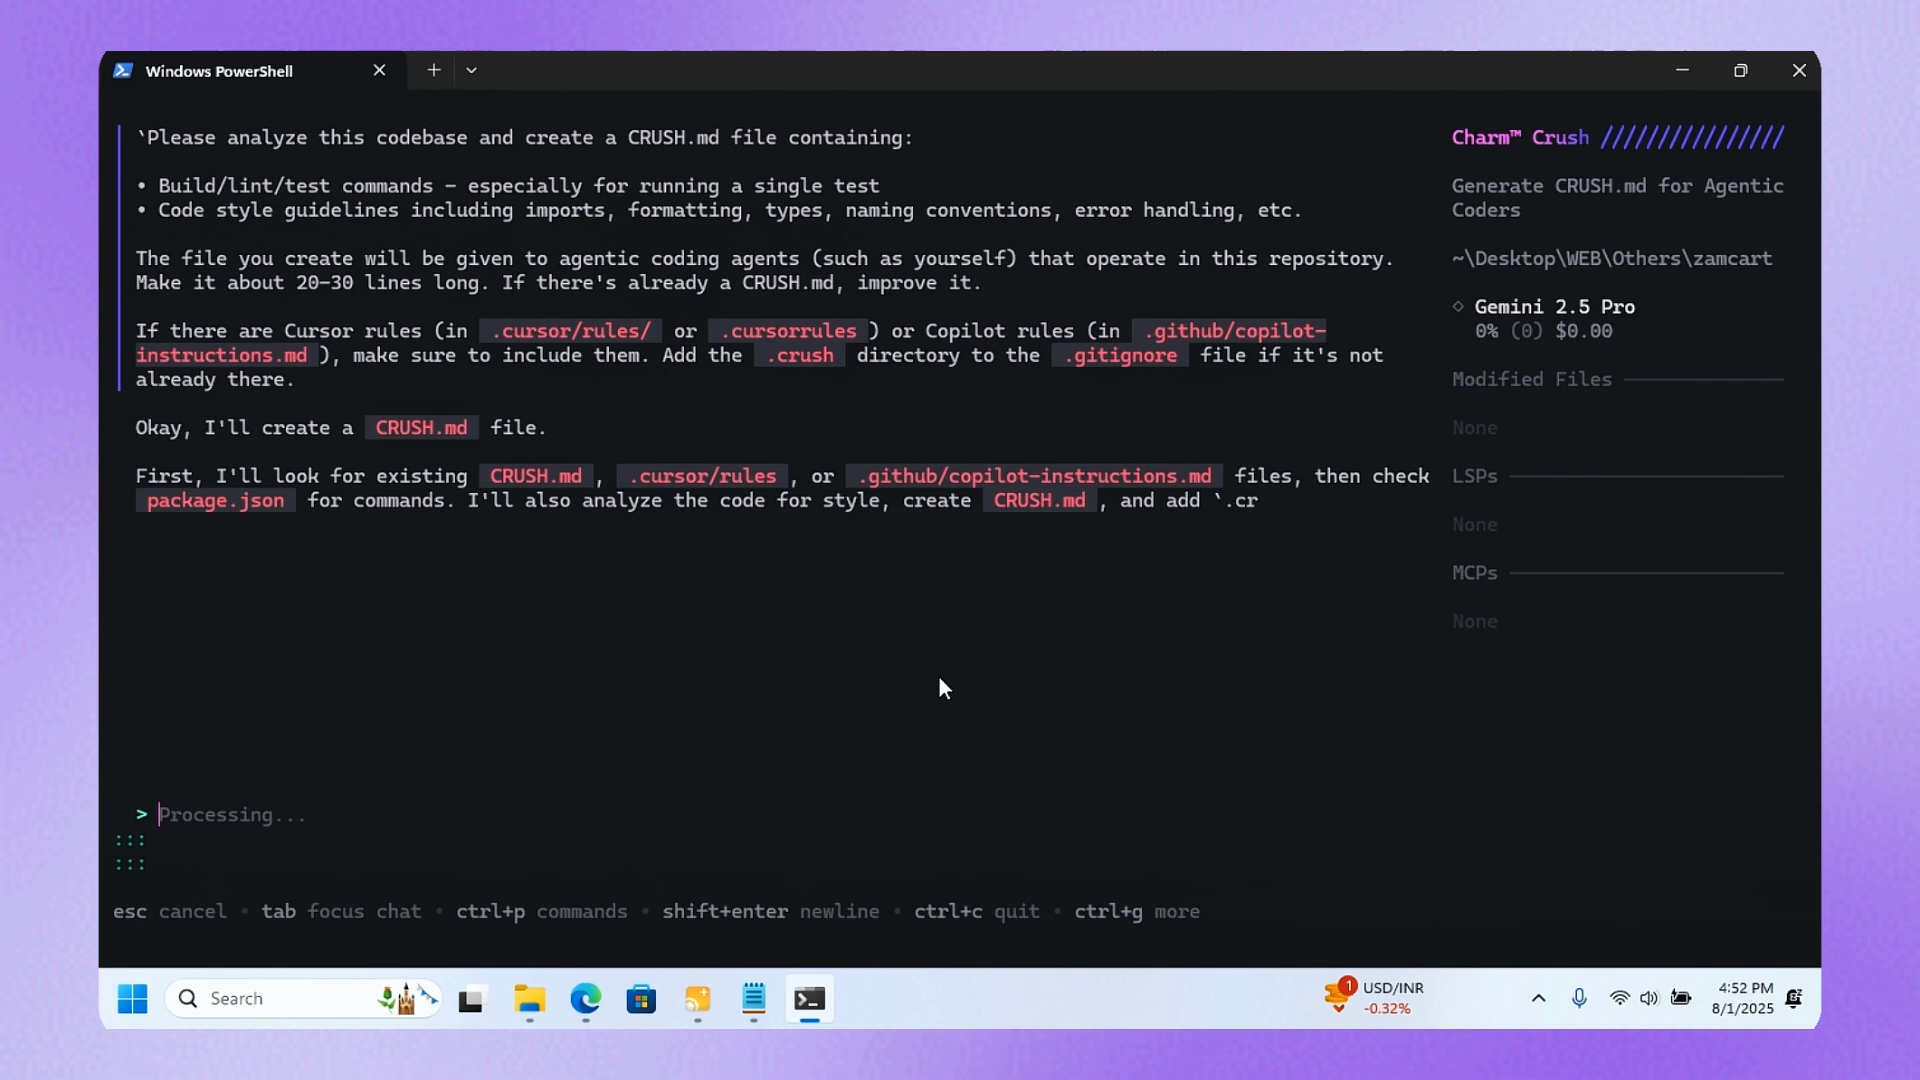 Windows PowerShell
`Please analyze this codebase and create a CRUSH.md file containing:
• Build/lint/test commands - especially for running a single test
• Code style guidelines including imports, formatting, types, naming conventions, error handling, etc.
The file you create will be given to agentic coding agents (such as yourself) that operate in this repository.
Make it about 20-30 lines long. If there's already a CRUSH.md, improve it.
If there are Cursor rules (in .cursor/rules/ or .cursorrules ) or Copilot rules (in .github/copilot-
instructions.md ), make sure to include them. Add the .crush directory to the .gitignore file if it's not
already there.
Okay, I'll create a CRUSH.md file.
First, I'll look for existing CRUSH.md , .cursor/rules , or .github/copilot-instructions.md files, then check
package.json for commands. I'll also analyze the code for style, create CRUSH.md , and add `.cr
Charm™ Crush ////////////////
Generate CRUSH.md for Agentic
Coders
~\Desktop\WEB\Others\zamcart
◇ Gemini 2.5 Pro
0% (0) $0.00
Modified Files
None
LSPs
None
MCPs
None
> Processing...
:::
:::
esc cancel • tab focus chat • ctrl+p commands • shift+enter newline • ctrl+c quit • ctrl+g more
Search
1
USD/INR
-0.32%
4:52 PM
8/1/2025